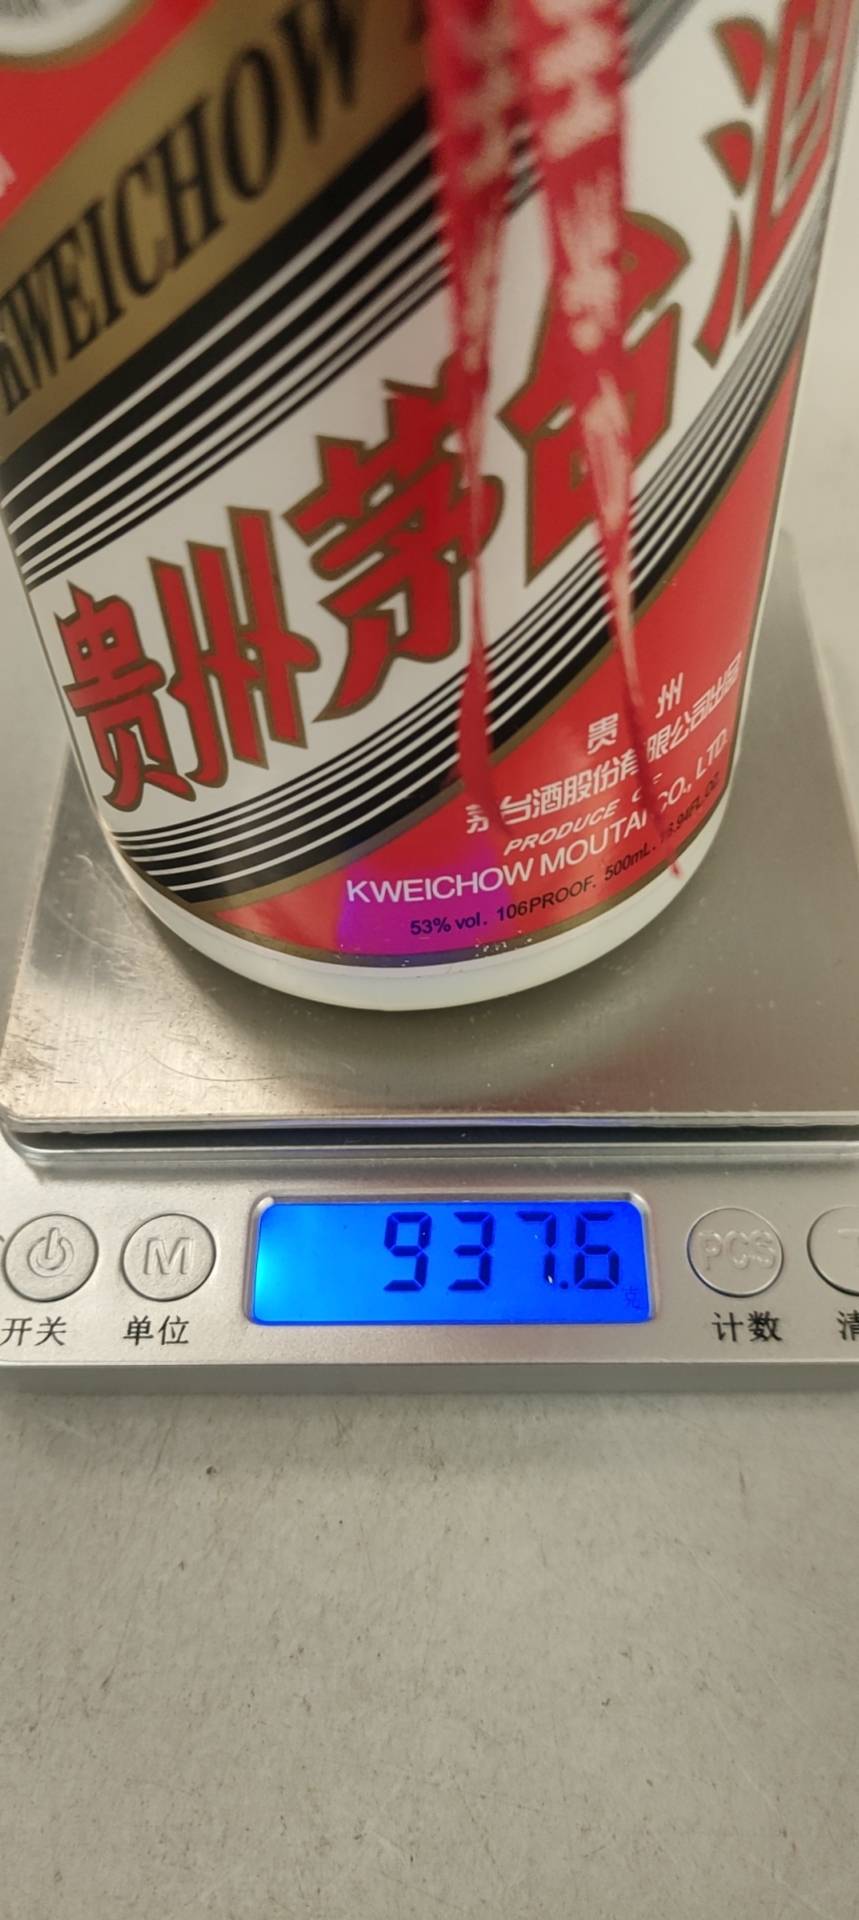 KWEICHOW
贵州茅台酒
贵州
茅台酒股份有限公司出品
PRODUCE OF
KWEICHOW MOUTAI CO., LTD.
53% vol. 106PROOF. 500mL.
937.6
克
M
PCS
开关
单位
计数
清